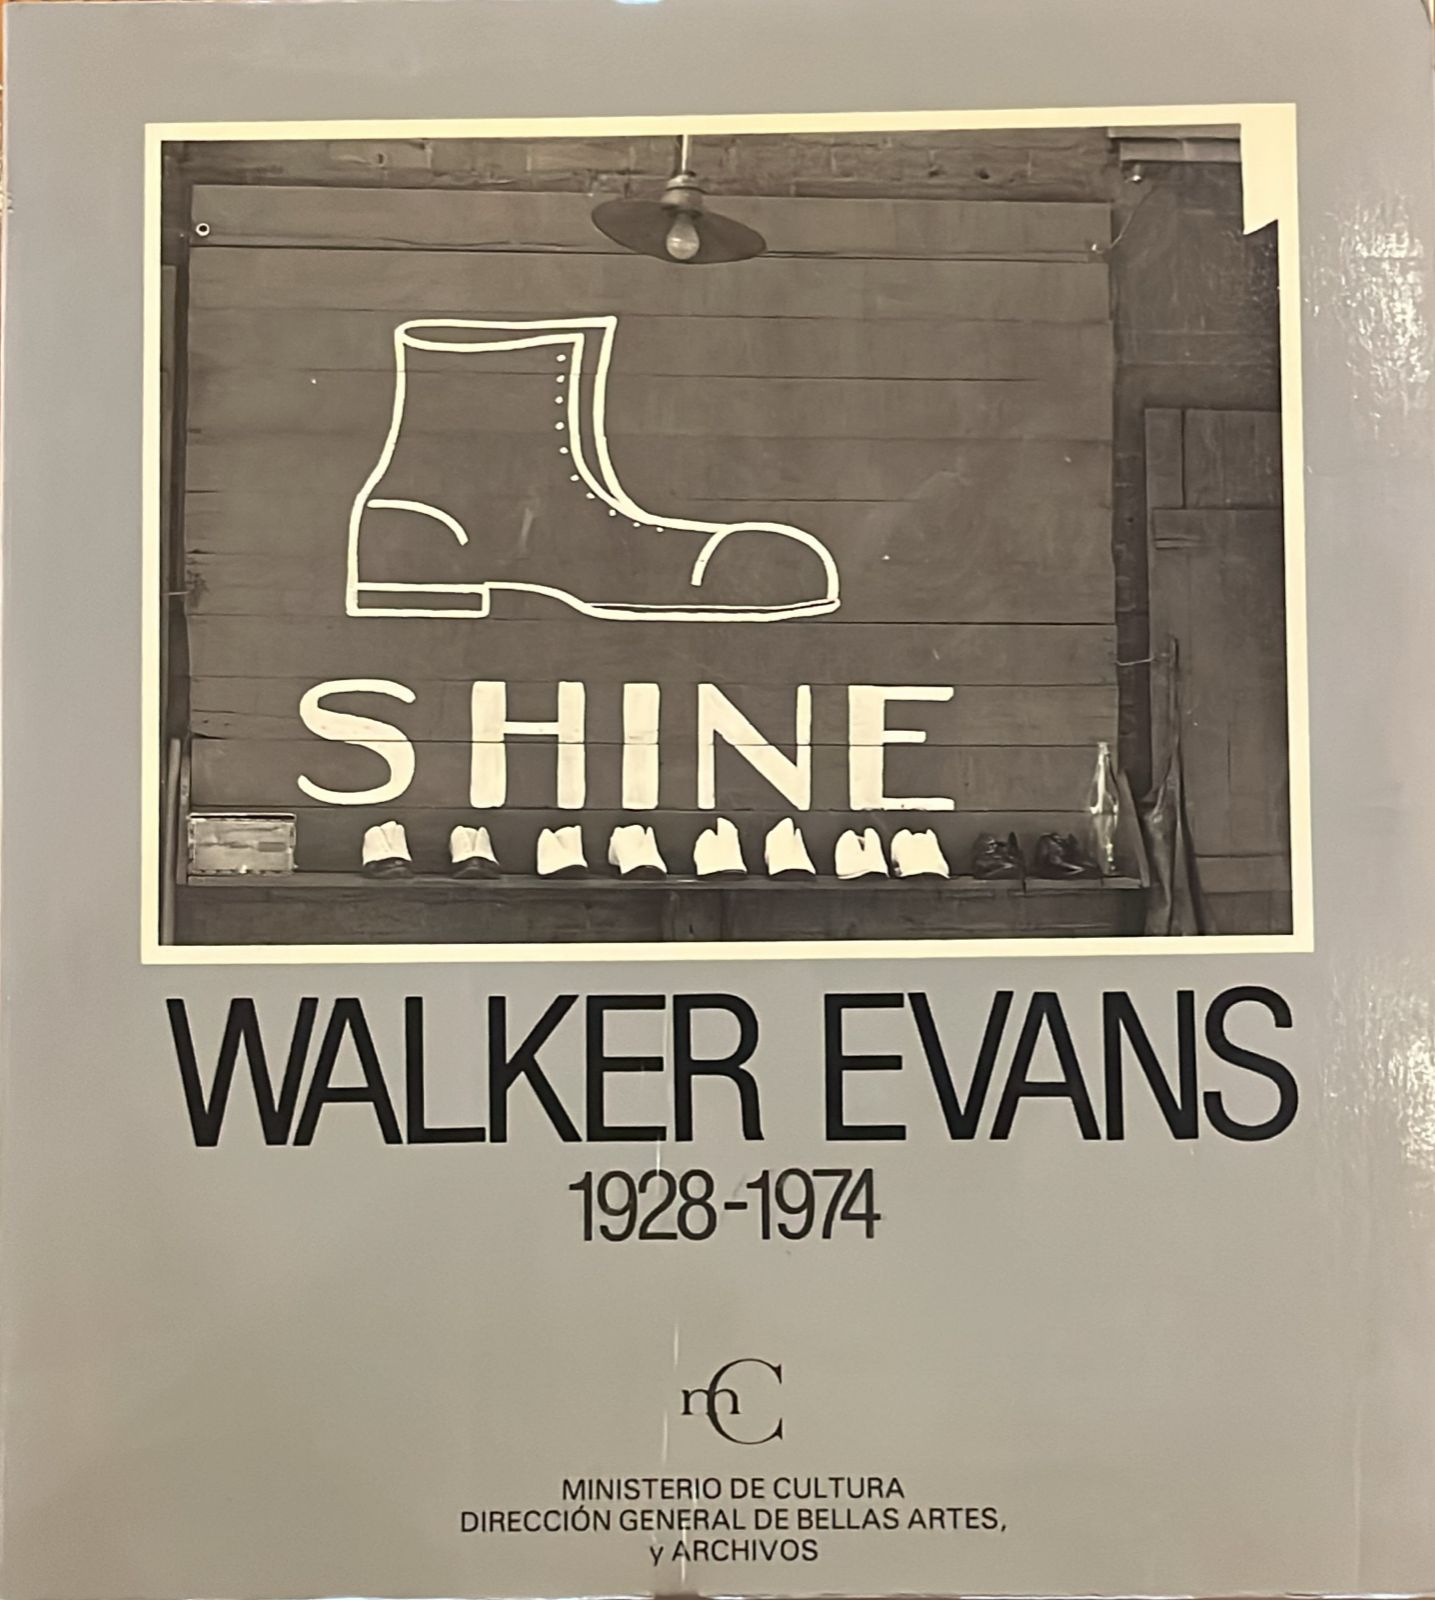 SHINE
WALKER EVANS
1928-1974
mC
MINISTERIO DE CULTURA
DIRECCIÓN GENERAL DE BELLAS ARTES,
y ARCHIVOS